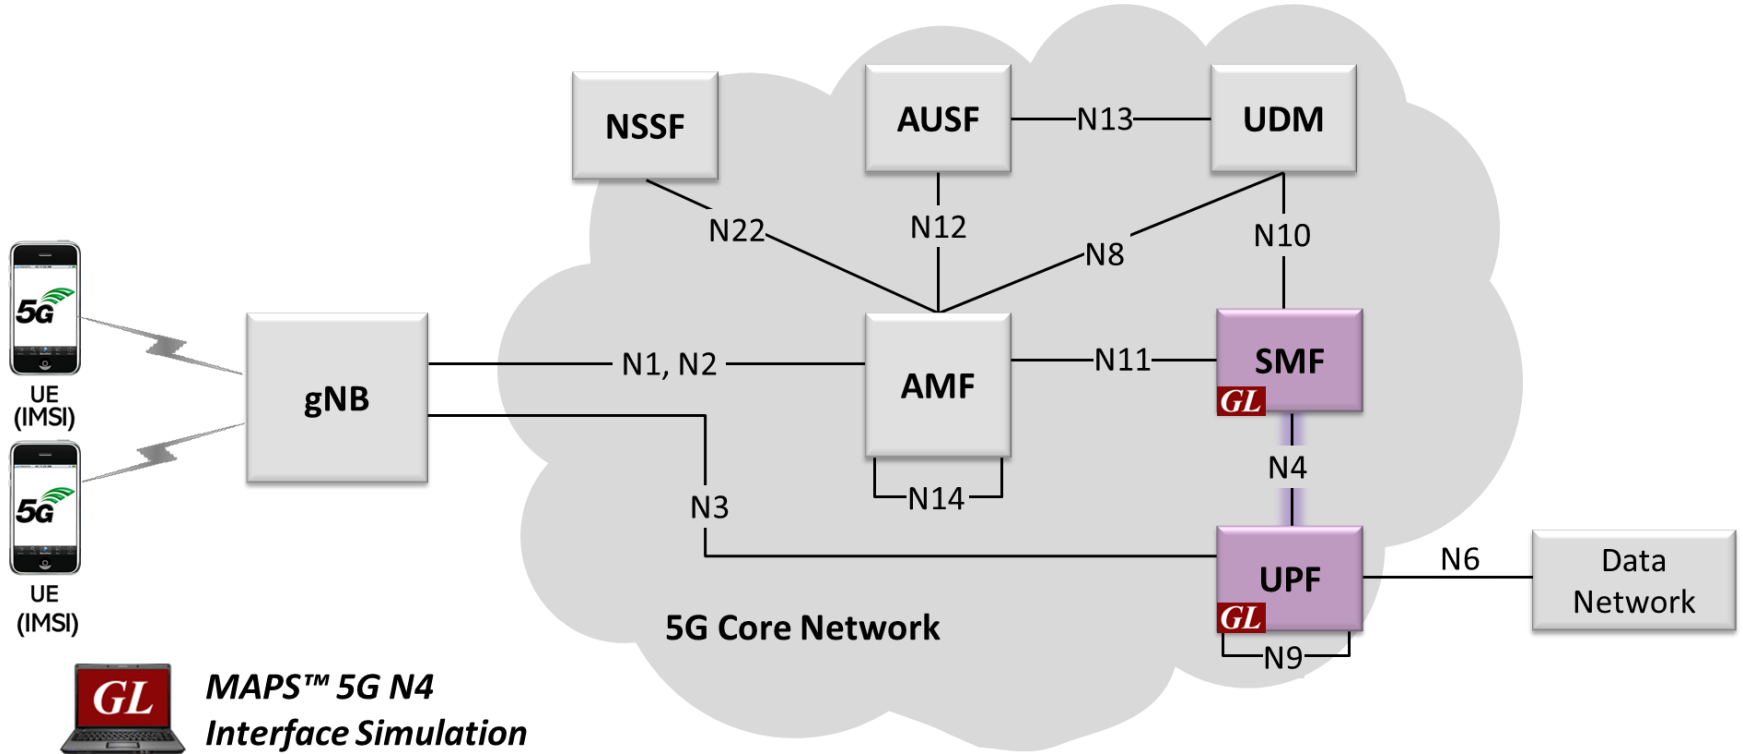 NSSF
AUSF
N13
UDM
N22
N12
N8
N10
5G
UE
(IMSI)
gNB
N1, N2
AMF
N11
SMF
GL
N14
N4
5G
UE
(IMSI)
N3
UPF
GL
N9
N6
Data
Network
5G Core Network
GL
MAPS™ 5G N4
Interface Simulation